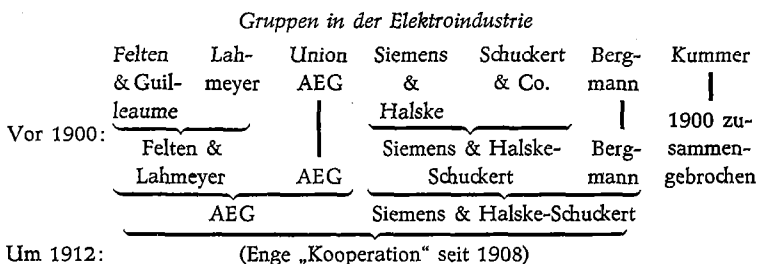 Gruppen in der Elektroindustrie
Felten Lah- Union Siemens Schuckert Berg- Kummer
& Guil- meyer AEG & & Co. mann
leaume Halske
Vor 1900: 1900 zu-
Felten & Siemens & Halske- Berg- sammen-
Lahmeyer AEG Schuckert mann gebrochen
AEG Siemens & Halske-Schuckert
Um 1912: (Enge „Kooperation“ seit 1908)